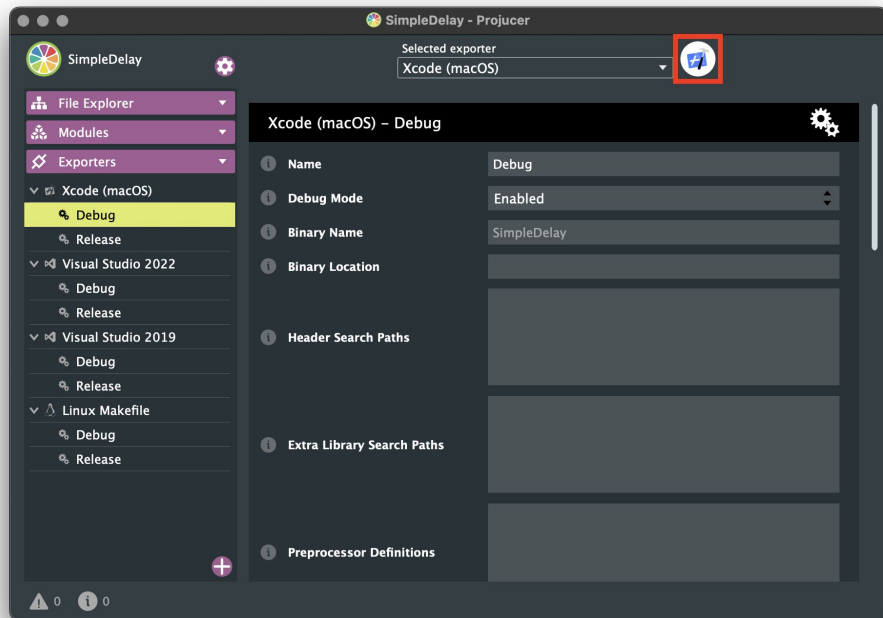 SimpleDelay - Projucer
SimpleDelay
Selected exporter
Xcode (macOS)
File Explorer
Modules
Exporters
Xcode (macOS)
Debug
Release
Visual Studio 2022
Debug
Release
Visual Studio 2019
Debug
Release
Linux Makefile
Debug
Release
Xcode (macOS) – Debug
Name Debug
Debug Mode Enabled
Binary Name SimpleDelay
Binary Location
Header Search Paths
Extra Library Search Paths
Preprocessor Definitions
0 0